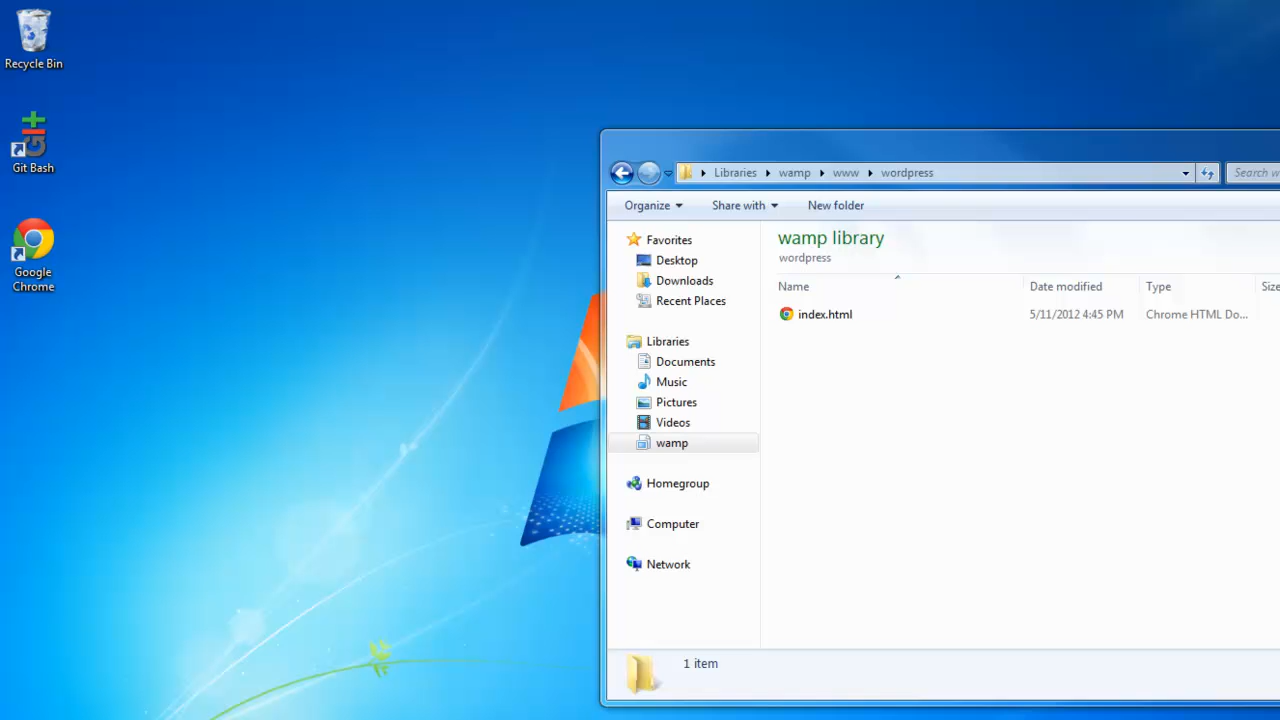 Recycle Bin
Git Bash
Google
Chrome
Libraries wamp www wordpress
Search w
Organize Share with New folder
Favorites
Desktop
Downloads
Recent Places
Libraries
Documents
Music
Pictures
Videos
wamp
Homegroup
Computer
Network
wamp library
wordpress
Name Date modified Type Size
index.html 5/11/2012 4:45 PM Chrome HTML Do...
1 item